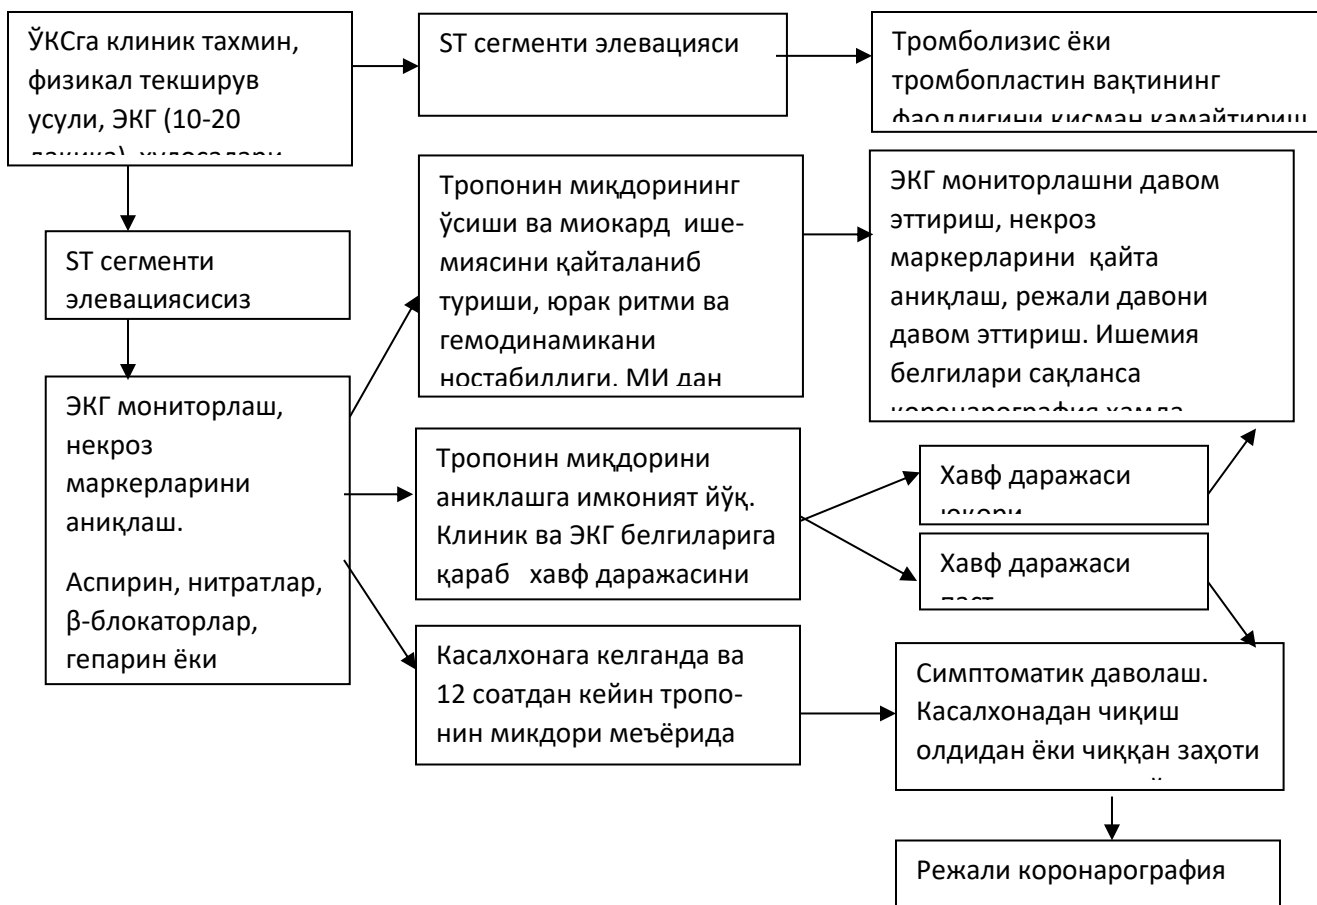 ЎКСга клиник тахмин,
физикал текширув
усули, ЭКГ (10-20
ST сегменти элевацияси
Тромболизис ёки
тромбопластин вақтининг
фаоллигини қисман камайтириш
ST сегменти
элевациясисиз
Тропонин миқдорининг
ўсиши ва миокард ише-
миясини қайталаниб
туриши, юрак ритми ва
гемодинамикани
ностабиллиги. МИ дан
ЭКГ мониторлашни давом
эттириш, некроз
маркерларини қайта
аниқлаш, режали давони
давом эттириш. Ишемия
белгилари сақланса
ЭКГ мониторлаш,
некроз
маркерларини
аниқлаш.
Аспирин, нитратлар,
β-блокаторлар,
гепарин ёки
Тропонин миқдорини
аниклашга имконият йўқ.
Клиник ва ЭКГ белгиларига
қараб хавф даражасини
Хавф даражаси
Хавф даражаси
Касалхонага келганда ва
12 соатдан кейин тропо-
нин микдори меъёрида
Симптоматик даволаш.
Касалхонадан чиқиш
олдидан ёки чиққан заҳоти
Режали коронарография